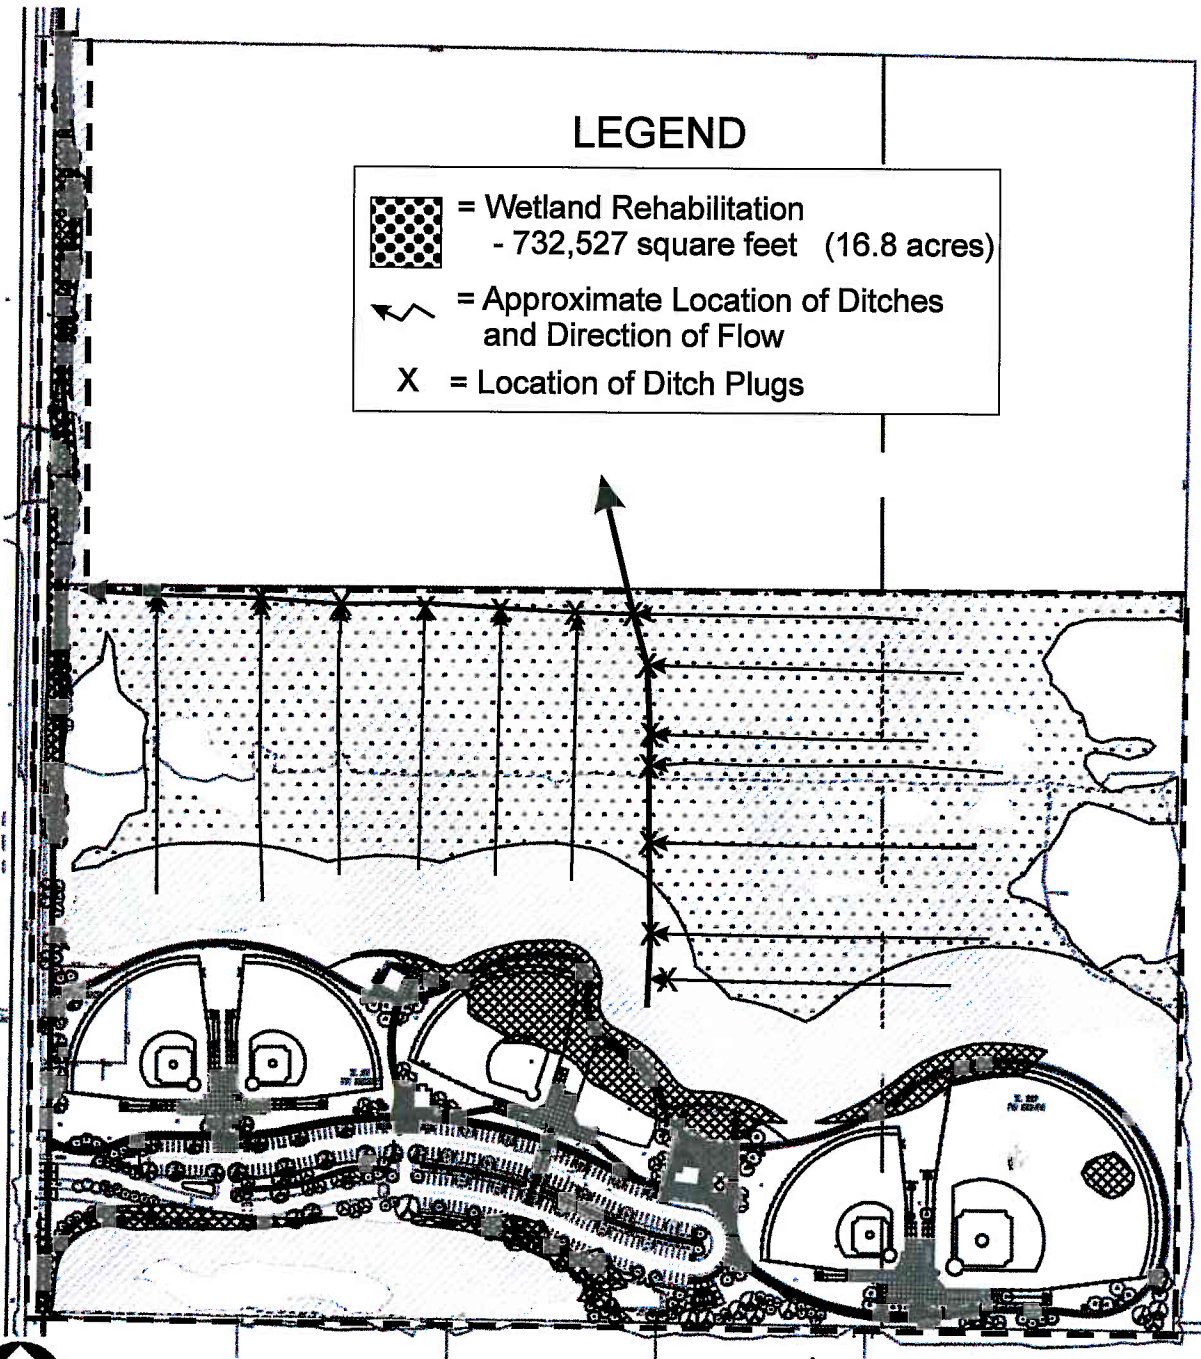 LEGEND
= Wetland Rehabilitation
- 732,527 square feet (16.8 acres)
= Approximate Location of Ditches
and Direction of Flow
X = Location of Ditch Plugs